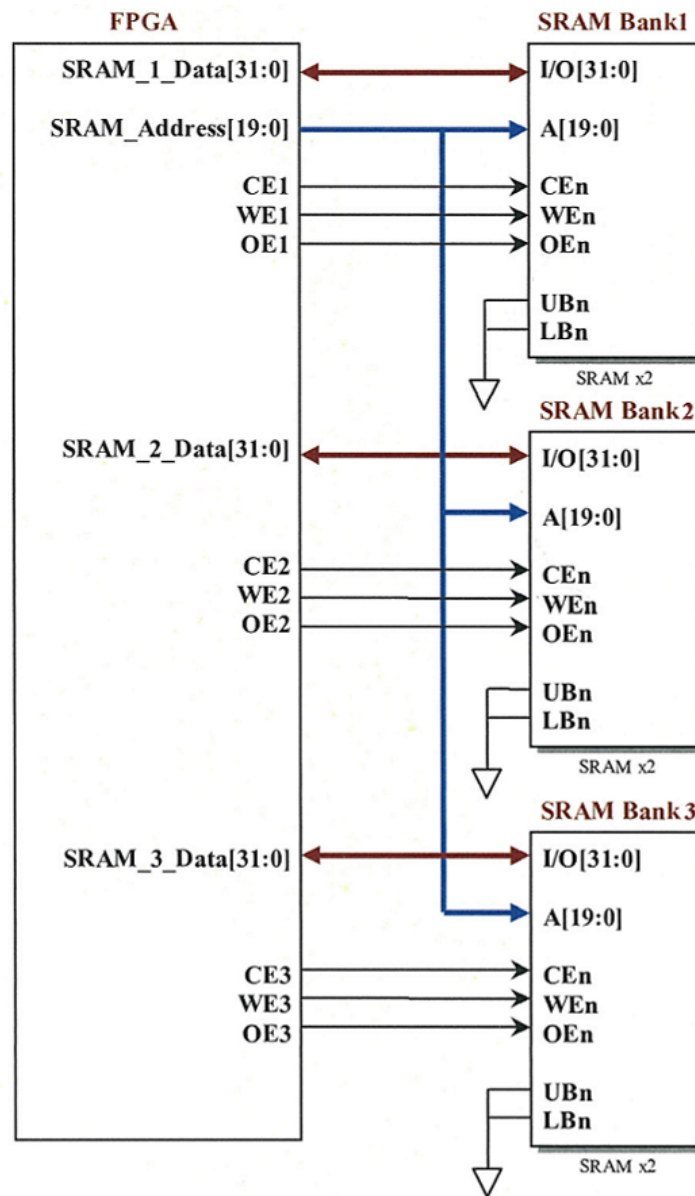 FPGA
SRAM Bank1
SRAM_1_Data[31:0]
I/O[31:0]
SRAM_Address[19:0]
A[19:0]
CE1
CEn
WE1
WEn
OE1
OEn
UBn
LBn
SRAM x2
SRAM Bank2
SRAM_2_Data[31:0]
I/O[31:0]
A[19:0]
CE2
CEn
WE2
WEn
OE2
OEn
UBn
LBn
SRAM x2
SRAM Bank3
SRAM_3_Data[31:0]
I/O[31:0]
A[19:0]
CE3
CEn
WE3
WEn
OE3
OEn
UBn
LBn
SRAM x2